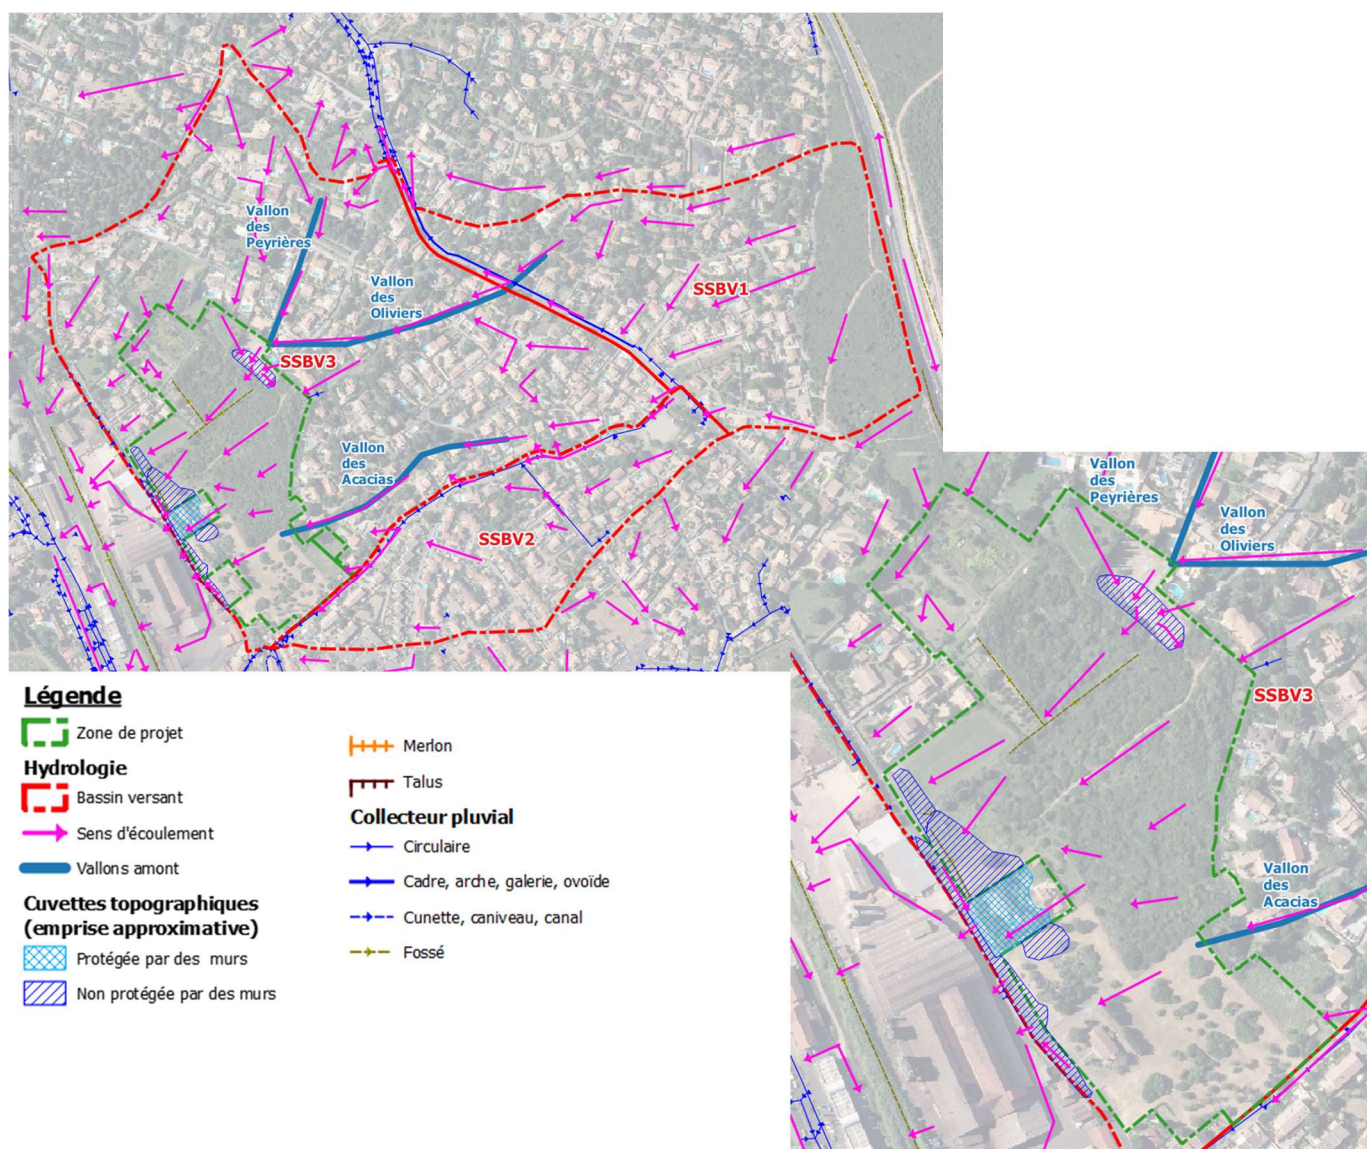 Vallon
des
Peyrières
Vallon
des
Oliviers
SSBV1
SSBV3
Vallon
des
Acacias
SSBV2
Vallon
des
Peyrières
Vallon
des
Oliviers
SSBV3
Vallon
des
Acacias
Légende
Zone de projet
Hydrologie
Bassin versant
Sens d'écoulement
Vallons amont
Cuvettes topographiques
(emprise approximative)
Protégée par des murs
Non protégée par des murs
Merlon
Talus
Collecteur pluvial
Circulaire
Cadre, arche, galerie, ovoïde
Cunette, caniveau, canal
Fossé